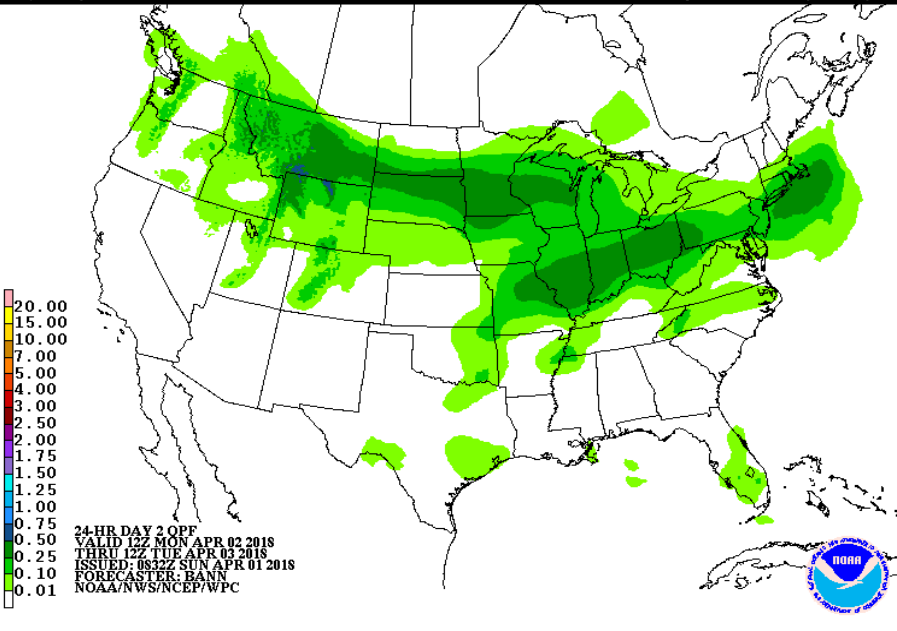 20.00
15.00
10.00
7.00
5.00
4.00
3.00
2.50
2.00
1.75
1.50
1.25
1.00
0.75
0.50
0.25
0.10
0.01
24-HR DAY 2 QPF
VALID 12Z MON APR 02 2018
THRU 12Z TUE APR 03 2018
ISSUED: 0832Z SUN APR 01 2018
FORECASTER: BANN
NOAA/NWS/NCEP/WPC
NOAA